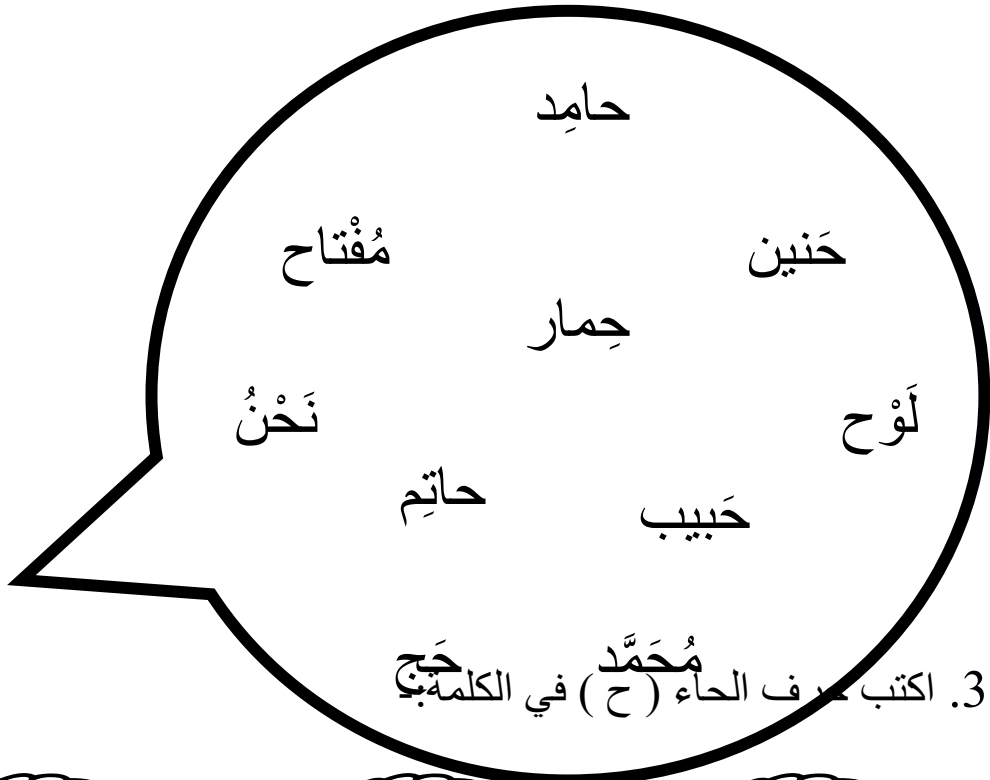 حامِد
حَنين
مُفْتاح
حِمار
لَوْح
نَحْنُ
حاتِم
حَبيب
مُحَمَّد
حَج
3. اكتب حرف الحاء ( ح ) في الكلمة:-